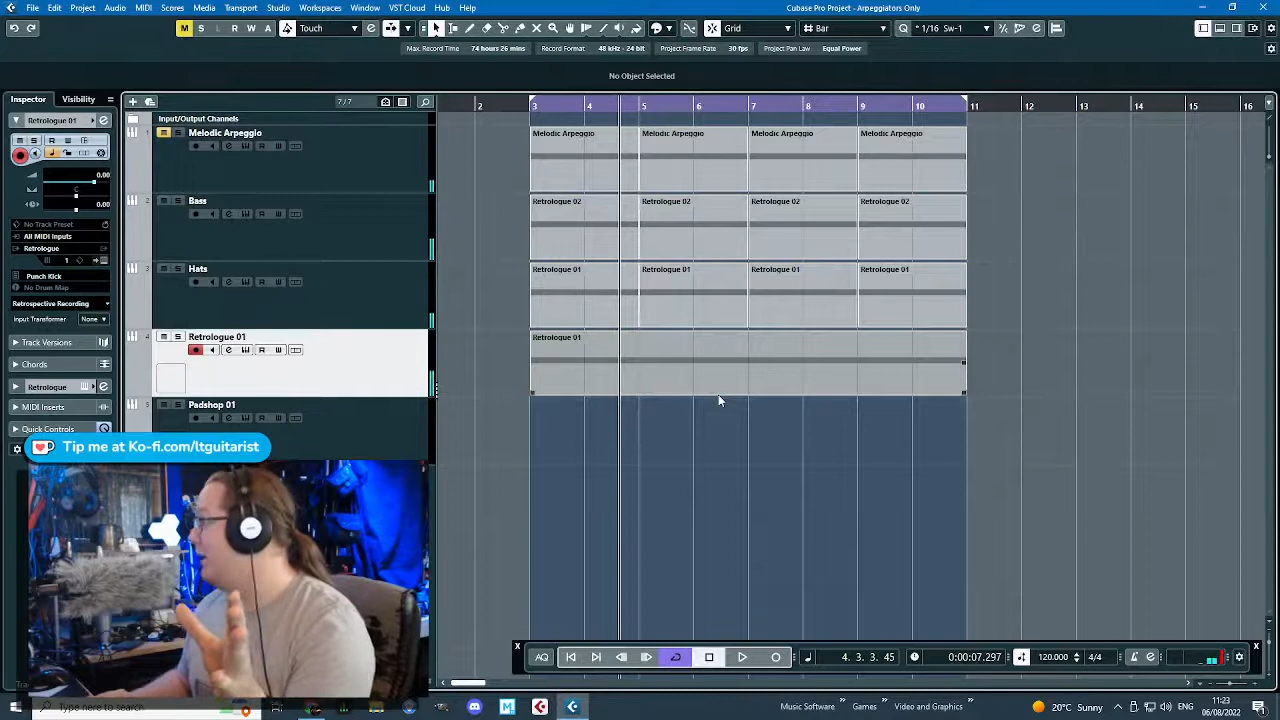 File Edit Project Audio MIDI Scores Media Transport Studio Workspaces Window VST Cloud Hub Help
Cubase Pro Project - Arpeggiators Only
M S L R W A Touch
Grid Bar 1/16 Swin
Max. Record Time 74 hours 26 mins Record Format 48 kHz - 24 bit Project Frame Rate 30 fps Project Pan Law Equal Power
No Object Selected
Inspector Visibility
7/7
2 3 4 5 6 7 8 9 10 11 12 13 14 15 16
Retrologue 01
Input/Output Channels
1 Melodic Arpeggio
Melodic Arpeggio Melodic Arpeggio Melodic Arpeggio Melodic Arpeggio
0.00
C
0.00
2 Bass
Retrologue 02 Retrologue 02 Retrologue 02 Retrologue 02
No Track Preset
All MIDI Inputs
Retrologue
1
Punch Kick
No Drum Map
3 Hats
Retrologue 01 Retrologue 01 Retrologue 01 Retrologue 01
Retrospective Recording
Input Transformer None
4 Retrologue 01
Retrologue 01
Track Versions
Chords
Retrologue
MIDI Inserts
Quick Controls
5 Padshop 01
Tip me at Ko-fi.com/ltguitarist
AQ 4. 3. 3. 45 0:00:07.297 120.000 4/4
Type here to search
Music Software Games Video and Graphics 20°C Sunny ENG
11:23
06/08/2022